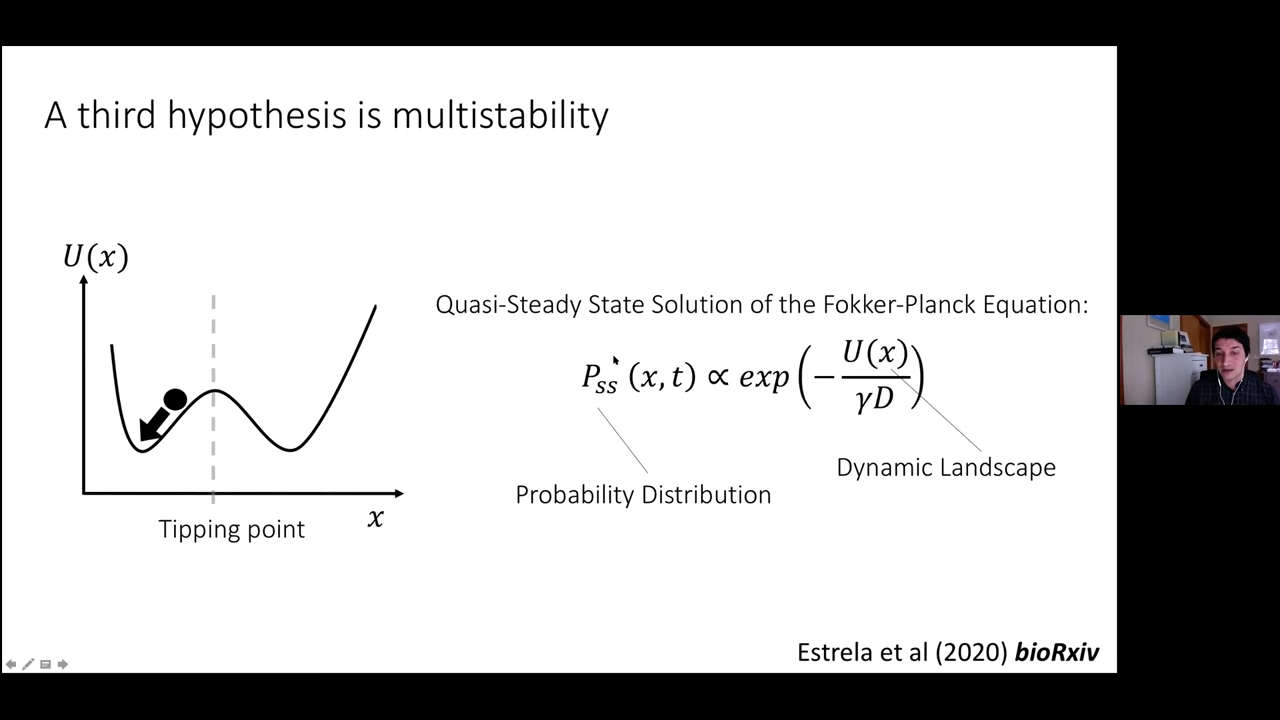 A third hypothesis is multistability
U(x)
Tipping point
x
Quasi-Steady State Solution of the Fokker-Planck Equation:
P_ss (x, t) ∝ exp(−U(x)/γD)
Dynamic Landscape
Probability Distribution
Estrela et al (2020) bioRxiv